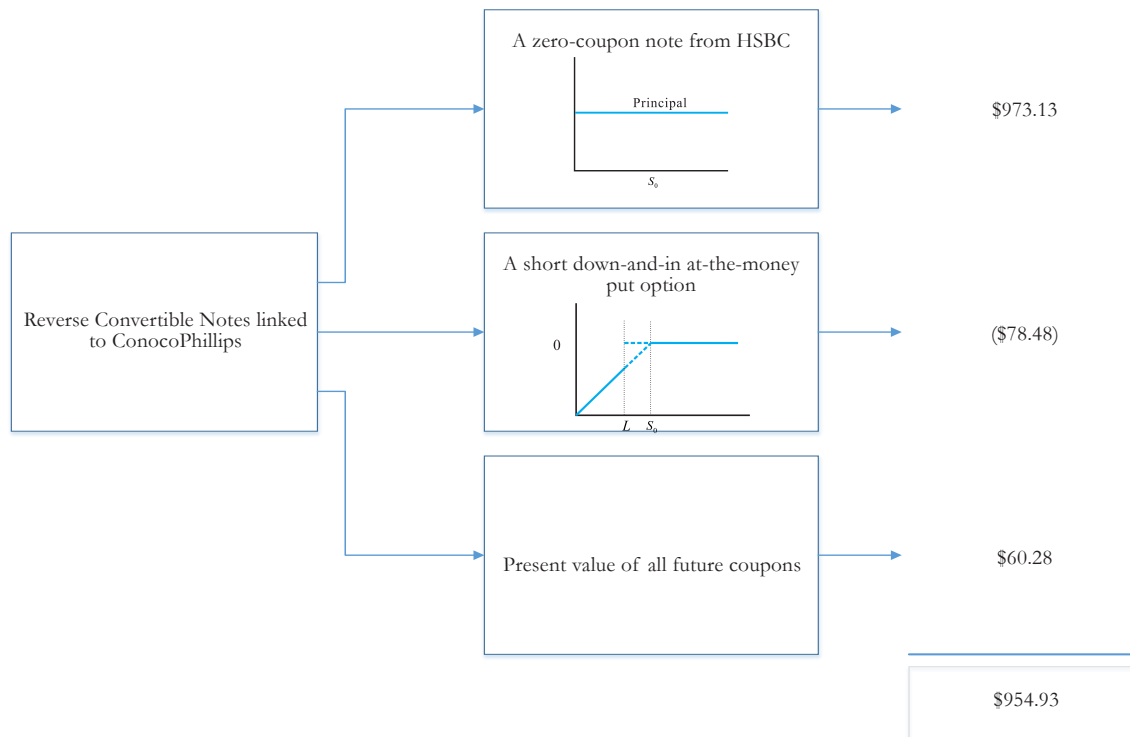 A zero-coupon note from HSBC
Principal
S₀
$973.13
Reverse Convertible Notes linked
to ConocoPhillips
A short down-and-in at-the-money
put option
0
L S₀
($78.48)
Present value of all future coupons
$60.28
$954.93